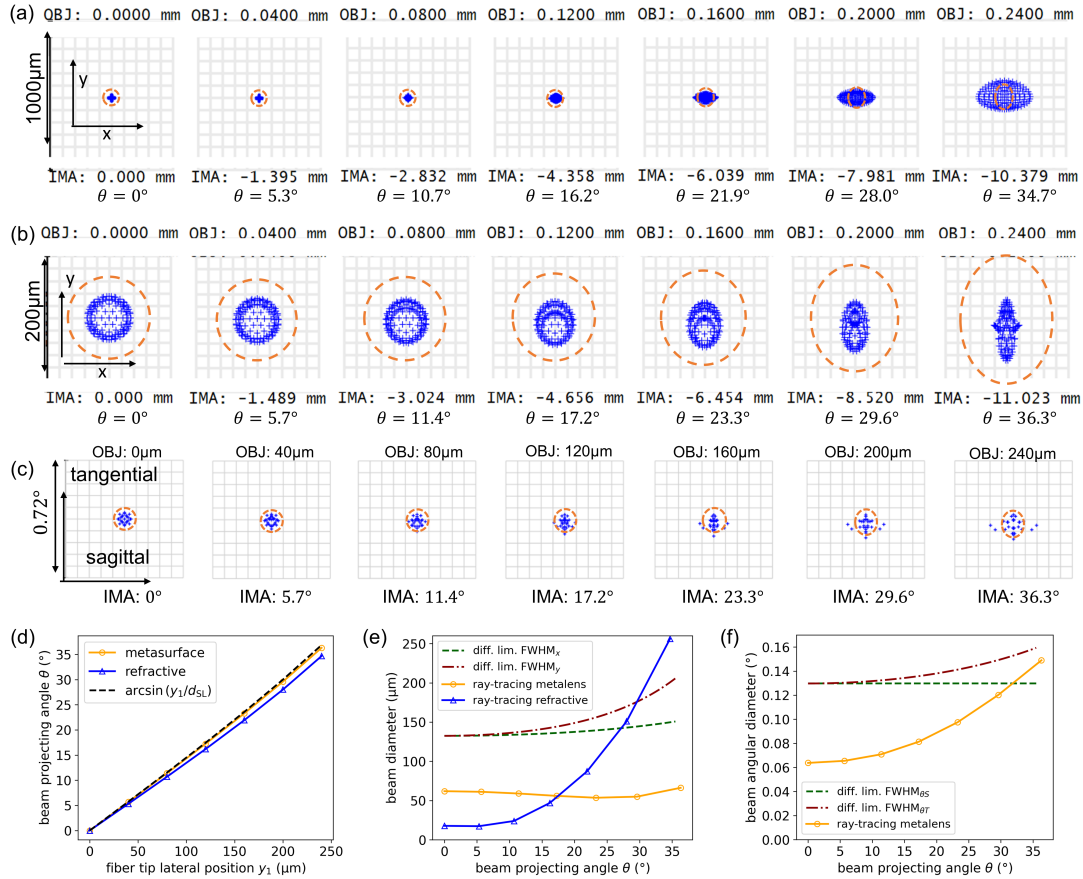 (a)
OBJ: 0.0000 mm OBJ: 0.0400 mm OBJ: 0.0800 mm OBJ: 0.1200 mm OBJ: 0.1600 mm OBJ: 0.2000 mm OBJ: 0.2400 mm
1000µm
y
x
IMA: 0.000 mm IMA: -1.395 mm IMA: -2.832 mm IMA: -4.358 mm IMA: -6.039 mm IMA: -7.981 mm IMA: -10.379 mm
θ = 0° θ = 5.3° θ = 10.7° θ = 16.2° θ = 21.9° θ = 28.0° θ = 34.7°
(b)
OBJ: 0.0000 mm OBJ: 0.0400 mm OBJ: 0.0800 mm OBJ: 0.1200 mm OBJ: 0.1600 mm OBJ: 0.2000 mm OBJ: 0.2400 mm
200µm
y
x
IMA: 0.000 mm IMA: -1.489 mm IMA: -3.024 mm IMA: -4.656 mm IMA: -6.454 mm IMA: -8.520 mm IMA: -11.023 mm
θ = 0° θ = 5.7° θ = 11.4° θ = 17.2° θ = 23.3° θ = 29.6° θ = 36.3°
(c)
OBJ: 0µm OBJ: 40µm OBJ: 80µm OBJ: 120µm OBJ: 160µm OBJ: 200µm OBJ: 240µm
tangential
0.72°
sagittal
IMA: 0° IMA: 5.7° IMA: 11.4° IMA: 17.2° IMA: 23.3° IMA: 29.6° IMA: 36.3°
(d)
metasurface
refractive
arcsin (y₁/d_SL)
beam projecting angle θ (°)
35
30
25
20
15
10
5
0
0 50 100 150 200 250
fiber tip lateral position y₁ (µm)
(e)
diff. lim. FWHMₓ
diff. lim. FWHM_y
ray-tracing metalens
ray-tracing refractive
beam diameter (µm)
250
200
150
100
50
0
0 5 10 15 20 25 30 35
beam projecting angle θ (°)
(f)
beam angular diameter (°)
0.16
0.14
0.12
0.10
0.08
0.06
0.04
0.02
0.00
diff. lim. FWHM_θS
diff. lim. FWHM_θT
ray-tracing metalens
0 5 10 15 20 25 30 35
beam projecting angle θ (°)